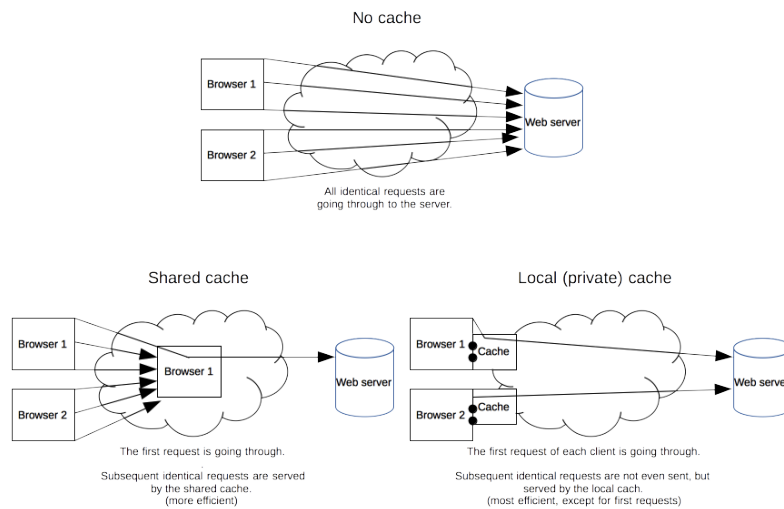 No cache
Browser 1
Browser 2
Web server
All identical requests are
going through to the server.
Shared cache
Browser 1
Browser 2
Browser 1
Web server
The first request is going through.
Subsequent identical requests are served
by the shared cache.
(more efficient)
Local (private) cache
Browser 1
Cache
Browser 2
Cache
Web serve
The first request of each client is going through.
Subsequent identical requests are not even sent, but
served by the local cach.
(most efficient, except for first requests)